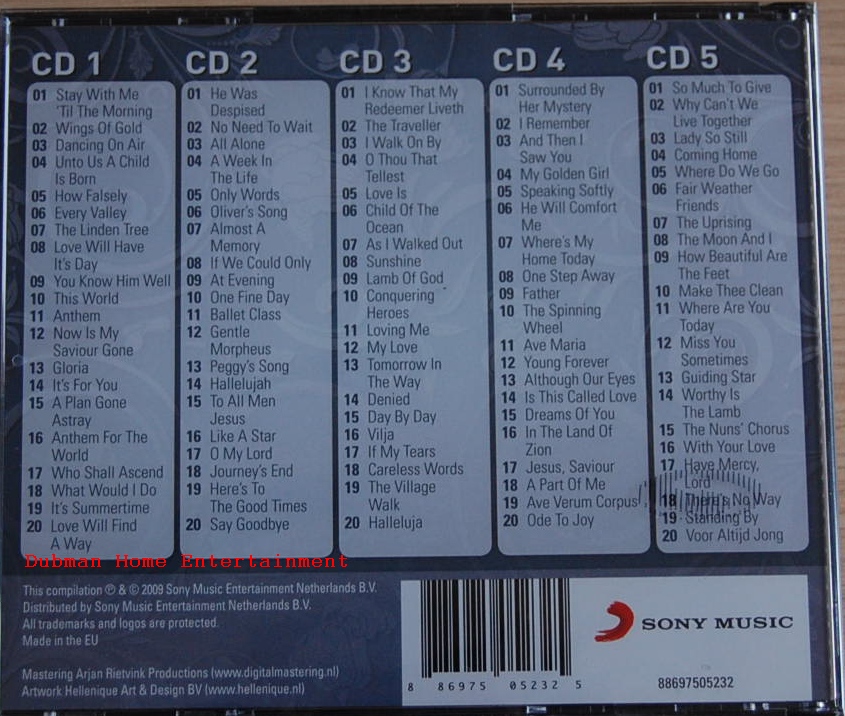 CD 1
01 Stay With Me
'Til The Morning
02 Wings Of Gold
03 Dancing On Air
04 Unto Us A Child
Is Born
05 How Falsely
06 Every Valley
07 The Linden Tree
08 Love Will Have
It's Day
09 You Know Him Well
10 This World
11 Anthem
12 Now Is My
Saviour Gone
13 Gloria
14 It's For You
15 A Plan Gone
Astray
16 Anthem For The
World
17 Who Shall Ascend
18 What Would I Do
19 It's Summertime
20 Love Will Find
A Way
CD 2
01 He Was
Despised
02 No Need To Wait
03 All Alone
04 A Week In
The Life
05 Only Words
06 Oliver's Song
07 Almost A
Memory
08 If We Could Only
09 At Evening
10 One Fine Day
11 Ballet Class
12 Gentle
Morpheus
13 Peggy's Song
14 Hallelujah
15 To All Men
Jesus
16 Like A Star
17 O My Lord
18 Journey's End
19 Here's To
The Good Times
20 Say Goodbye
CD 3
01 I Know That My
Redeemer Liveth
02 The Traveller
03 I Walk On By
04 O Thou That
Tellest
05 Love Is
06 Child Of The
Ocean
07 As I Walked Out
08 Sunshine
09 Lamb Of God
10 Conquering
Heroes
11 Loving Me
12 My Love
13 Tomorrow In
The Way
14 Denied
15 Day By Day
16 Vilja
17 If My Tears
18 Careless Words
19 The Village
Walk
20 Halleluja
CD 4
01 Surrounded By
Her Mystery
02 I Remember
03 And Then I
Saw You
04 My Golden Girl
05 Speaking Softly
06 He Will Comfort
Me
07 Where's My
Home Today
08 One Step Away
09 Father
10 The Spinning
Wheel
11 Ave Maria
12 Young Forever
13 Although Our Eyes
14 Is This Called Love
15 Dreams Of You
16 In The Land Of
Zion
17 Jesus, Saviour
18 A Part Of Me
19 Ave Verum Corpus
20 Ode To Joy
CD 5
01 So Much To Give
02 Why Can't We
Live Together
03 Lady So Still
04 Coming Home
05 Where Do We Go
06 Fair Weather
Friends
07 The Uprising
08 The Moon And I
09 How Beautiful Are
The Feet
10 Make Thee Clean
11 Where Are You
Today
12 Miss You
Sometimes
13 Guiding Star
14 Worthy Is
The Lamb
15 The Nuns' Chorus
16 With Your Love
17 Have Mercy,
Lord
18 There's No Way
19 Standing By
20 Voor Altijd Jong
Dubman Home Entertainment
This compilation ℗ & © 2009 Sony Music Entertainment Netherlands B.V.
Distributed by Sony Music Entertainment Netherlands B.V.
All trademarks and logos are protected.
Made in the EU
Mastering Arjan Rietvink Productions (www.digitalmastering.nl)
Artwork Hellenique Art & Design BV (www.hellenique.nl)
8 86975 05232 5
SONY MUSIC
88697505232